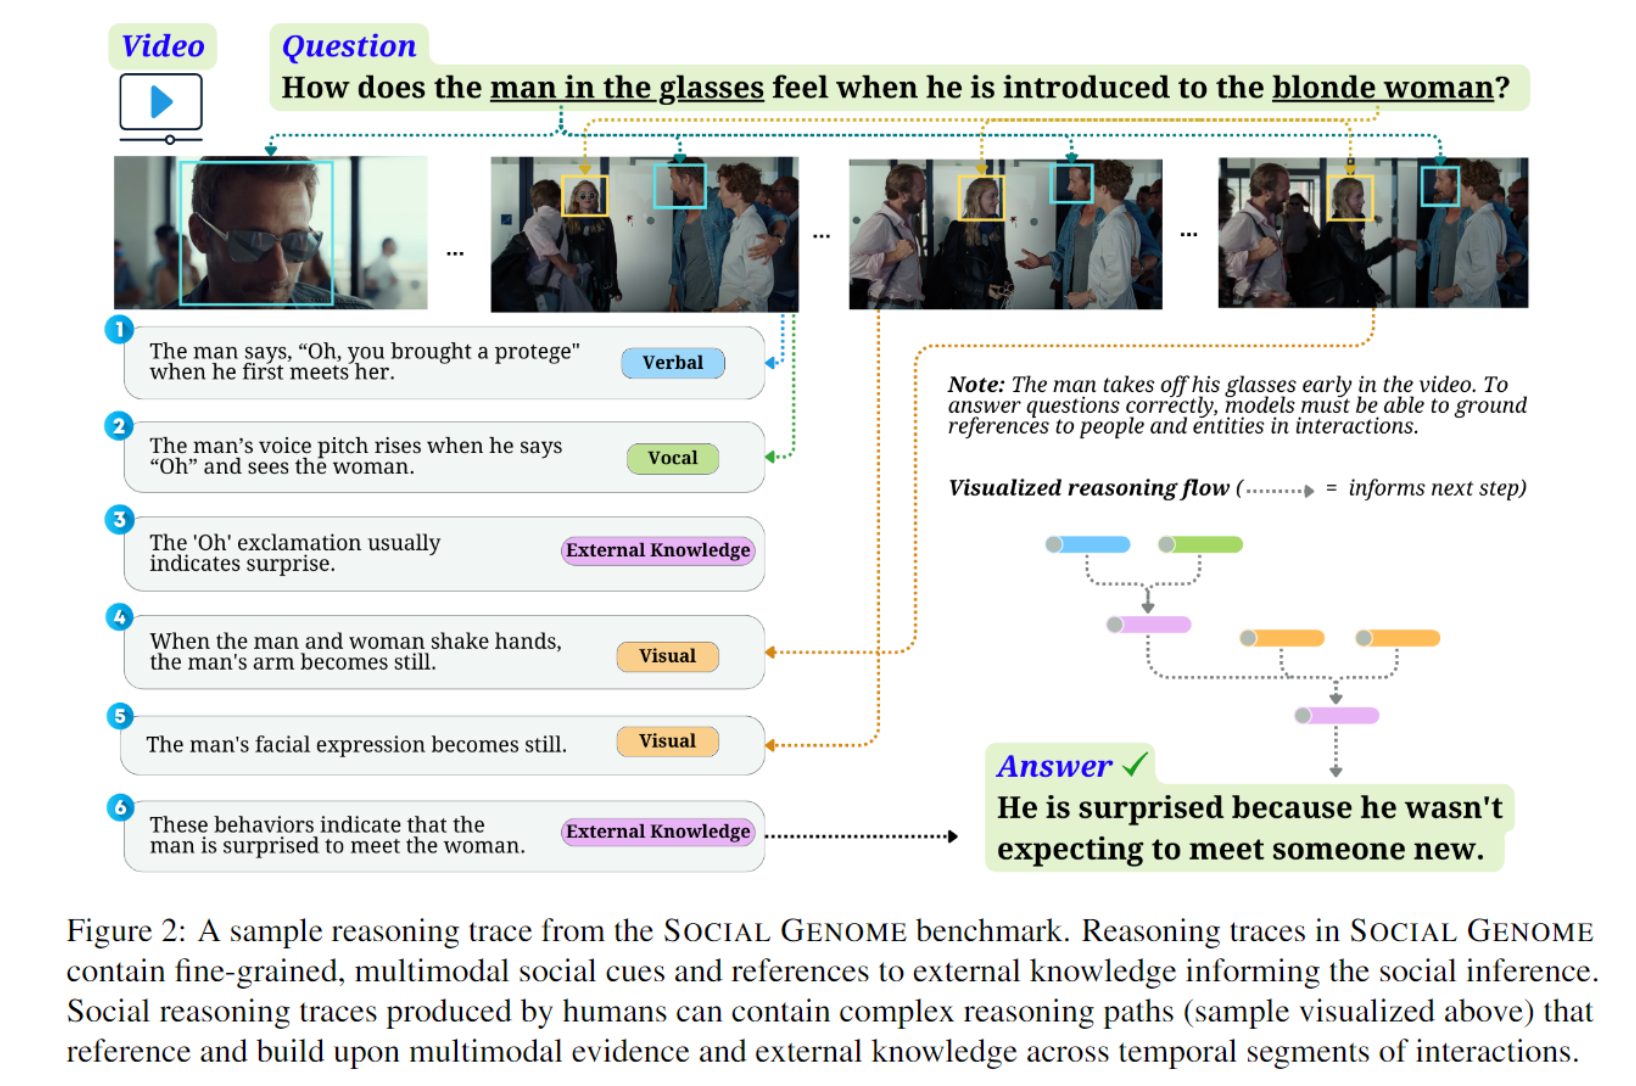 Video
Question
How does the man in the glasses feel when he is introduced to the blonde woman?
...
...
...
1
The man says, “Oh, you brought a protege"
when he first meets her.
Verbal
2
The man’s voice pitch rises when he says
“Oh” and sees the woman.
Vocal
3
The 'Oh' exclamation usually
indicates surprise.
External Knowledge
4
When the man and woman shake hands,
the man's arm becomes still.
Visual
5
The man's facial expression becomes still.
Visual
6
These behaviors indicate that the
man is surprised to meet the woman.
External Knowledge
Note: The man takes off his glasses early in the video. To
answer questions correctly, models must be able to ground
references to people and entities in interactions.
Visualized reasoning flow ( = informs next step)
Answer ✓
He is surprised because he wasn't
expecting to meet someone new.
Figure 2: A sample reasoning trace from the SOCIAL GENOME benchmark. Reasoning traces in SOCIAL GENOME
contain fine-grained, multimodal social cues and references to external knowledge informing the social inference.
Social reasoning traces produced by humans can contain complex reasoning paths (sample visualized above) that
reference and build upon multimodal evidence and external knowledge across temporal segments of interactions.